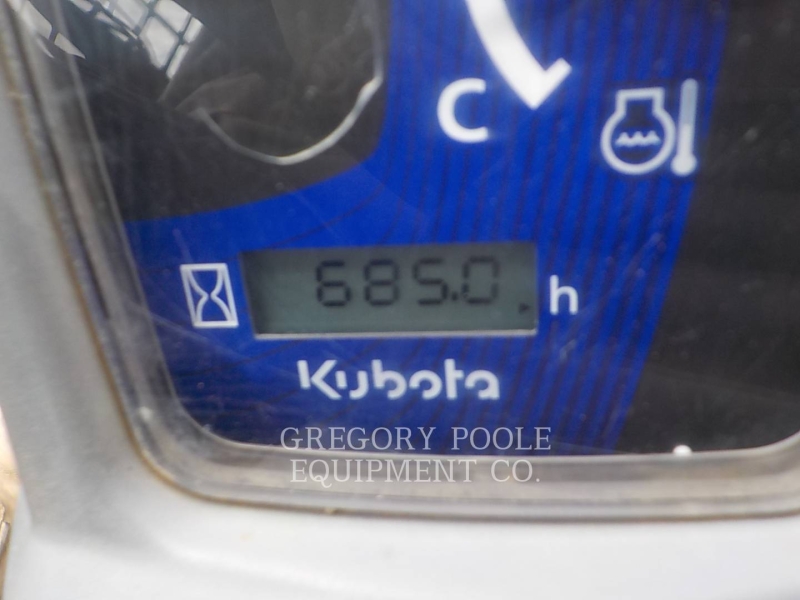 C
685.0 h
Kubota
GREGORY POOLE
EQUIPMENT CO.